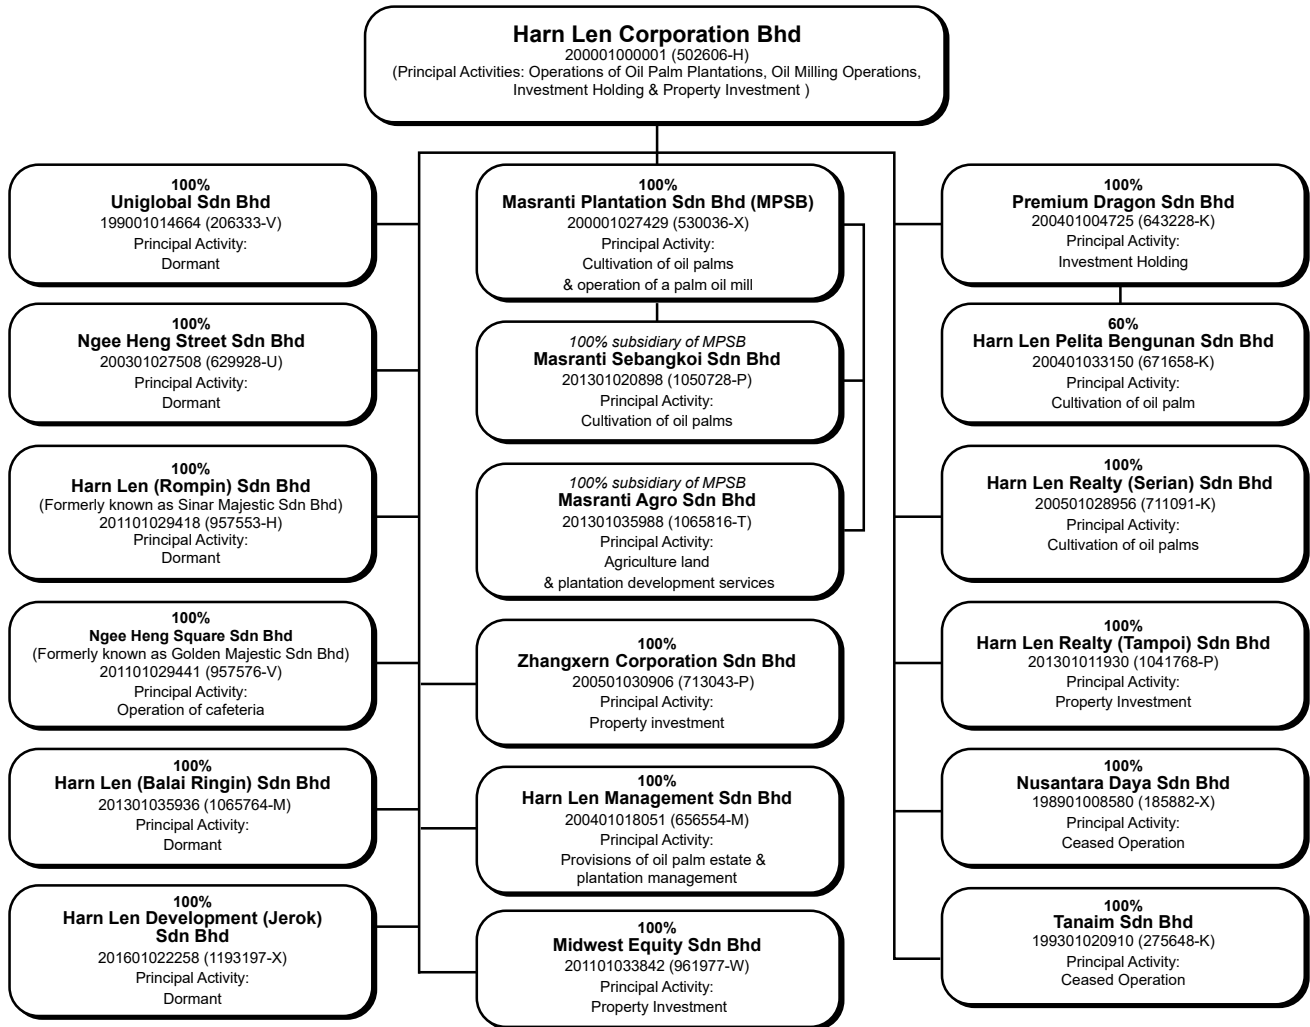 Harn Len Corporation Bhd
200001000001 (502606-H)
(Principal Activities: Operations of Oil Palm Plantations, Oil Milling Operations,
Investment Holding & Property Investment )
100%
Uniglobal Sdn Bhd
199001014664 (206333-V)
Principal Activity:
Dormant
100%
Ngee Heng Street Sdn Bhd
200301027508 (629928-U)
Principal Activity:
Dormant
100%
Harn Len (Rompin) Sdn Bhd
(Formerly known as Sinar Majestic Sdn Bhd)
201101029418 (957553-H)
Principal Activity:
Dormant
100%
Ngee Heng Square Sdn Bhd
(Formerly known as Golden Majestic Sdn Bhd)
201101029441 (957576-V)
Principal Activity:
Operation of cafeteria
100%
Harn Len (Balai Ringin) Sdn Bhd
201301035936 (1065764-M)
Principal Activity:
Dormant
100%
Harn Len Development (Jerok)
Sdn Bhd
201601022258 (1193197-X)
Principal Activity:
Dormant
100%
Masranti Plantation Sdn Bhd (MPSB)
200001027429 (530036-X)
Principal Activity:
Cultivation of oil palms
& operation of a palm oil mill
100% subsidiary of MPSB
Masranti Sebangkoi Sdn Bhd
201301020898 (1050728-P)
Principal Activity:
Cultivation of oil palms
100% subsidiary of MPSB
Masranti Agro Sdn Bhd
201301035988 (1065816-T)
Principal Activity:
Agriculture land
& plantation development services
100%
Zhangxern Corporation Sdn Bhd
200501030906 (713043-P)
Principal Activity:
Property investment
100%
Harn Len Management Sdn Bhd
200401018051 (656554-M)
Principal Activity:
Provisions of oil palm estate &
plantation management
100%
Midwest Equity Sdn Bhd
201101033842 (961977-W)
Principal Activity:
Property Investment
100%
Premium Dragon Sdn Bhd
200401004725 (643228-K)
Principal Activity:
Investment Holding
60%
Harn Len Pelita Bengunan Sdn Bhd
200401033150 (671658-K)
Principal Activity:
Cultivation of oil palm
100%
Harn Len Realty (Serian) Sdn Bhd
200501028956 (711091-K)
Principal Activity:
Cultivation of oil palms
100%
Harn Len Realty (Tampoi) Sdn Bhd
201301011930 (1041768-P)
Principal Activity:
Property Investment
100%
Nusantara Daya Sdn Bhd
198901008580 (185882-X)
Principal Activity:
Ceased Operation
100%
Tanaim Sdn Bhd
199301020910 (275648-K)
Principal Activity:
Ceased Operation